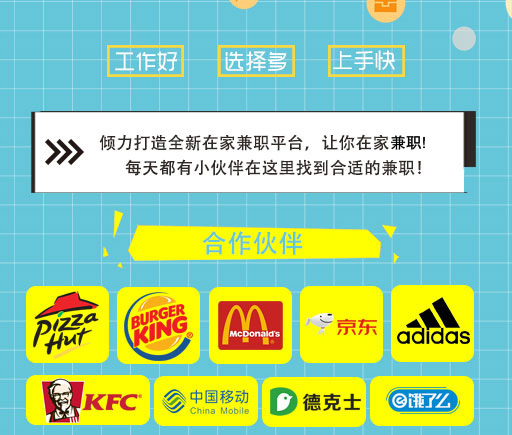 工作好 选择多 上手快
倾力打造全新在家兼职平台，让你在家兼职!
每天都有小伙伴在这里找到合适的兼职!
合作伙伴
Pizza Hut
BURGER KING
McDonald's
京东
adidas
KFC
中国移动
China Mobile
德克士
饿了么